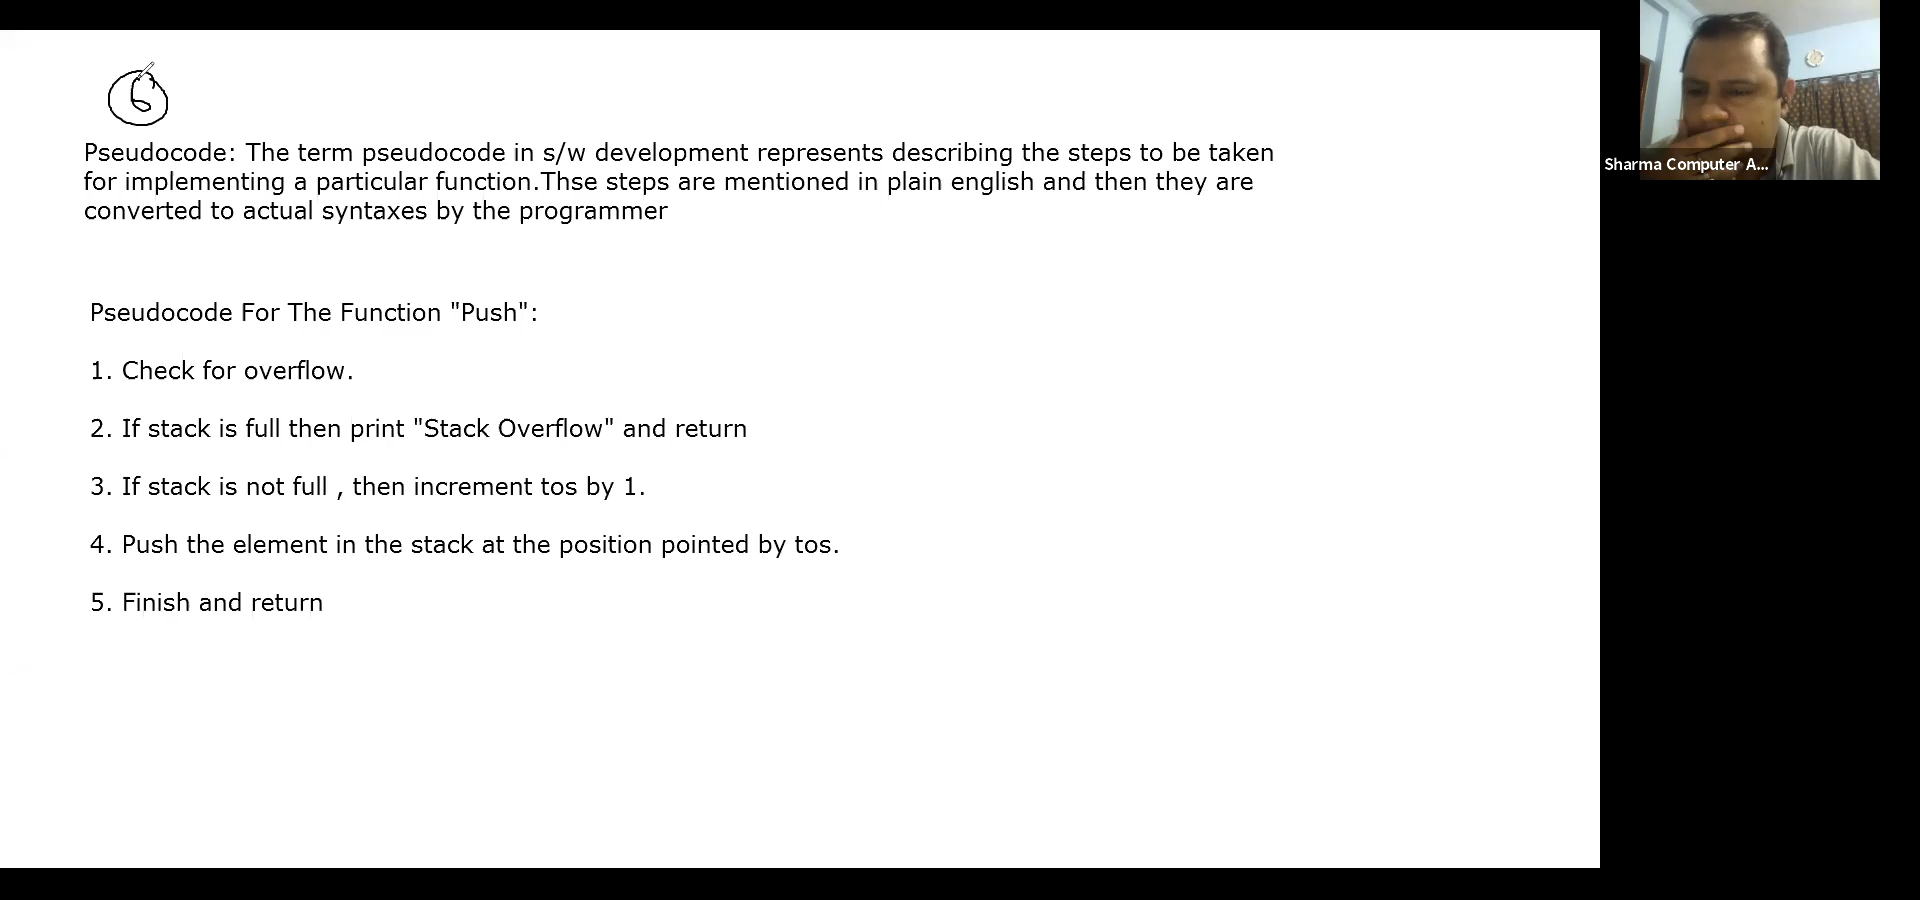 6
Pseudocode: The term pseudocode in s/w development represents describing the steps to be taken
for implementing a particular function.Thse steps are mentioned in plain english and then they are
converted to actual syntaxes by the programmer
Pseudocode For The Function "Push":
1. Check for overflow.
2. If stack is full then print "Stack Overflow" and return
3. If stack is not full , then increment tos by 1.
4. Push the element in the stack at the position pointed by tos.
5. Finish and return
Sharma Computer A...